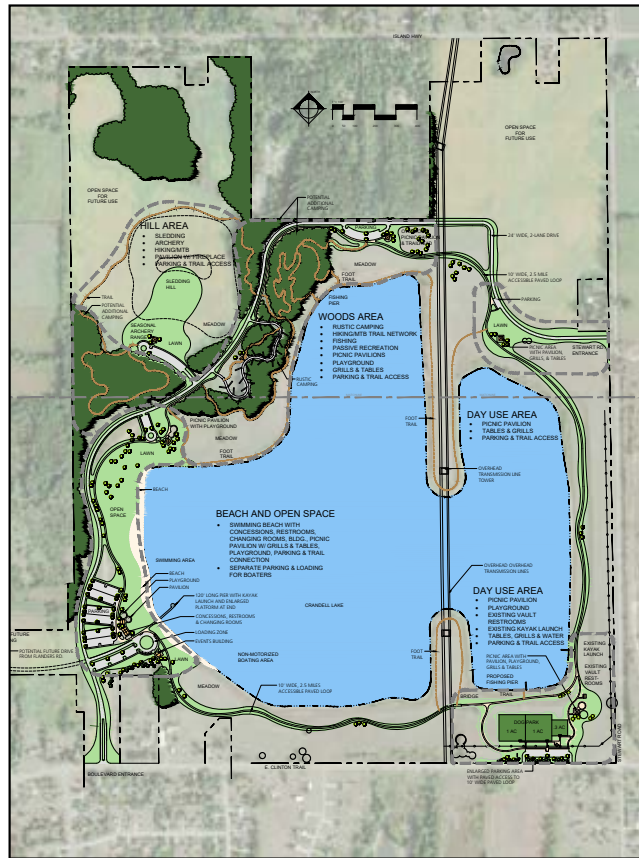 ISLAND HWY
OPEN SPACE
FOR
FUTURE USE
OPEN SPACE
FOR
FUTURE USE
POTENTIAL
ADDITIONAL
CAMPING
HILL AREA
• SLEDDING
• ARCHERY
• HIKING/MTB
• PAVILION W/ FIREPLACE
• PARKING & TRAIL ACCESS
PARKING
PICNIC
& TRAIL
24' WIDE, 2-LANE DRIVE
MEADOW
FOOT
TRAIL
10' WIDE, 2.5 MILE
ACCESSIBLE PAVED LOOP
SLEDDING
HILL
TRAIL
POTENTIAL
ADDITIONAL
CAMPING
FISHING
PIER
PARKING
SEASONAL
ARCHERY
RANGE
LAWN
MEADOW
WOODS AREA
• RUSTIC CAMPING
• HIKING/MTB TRAIL NETWORK
• FISHING
• PASSIVE RECREATION
• PICNIC PAVILIONS
• PLAYGROUND
• GRILLS & TABLES
• PARKING & TRAIL ACCESS
LAWN
STEWART RD.
ENTRANCE
PICNIC AREA
WITH PAVILION,
GRILLS, & TABLES
RUSTIC
CAMPING
PICNIC PAVILION
WITH PLAYGROUND
MEADOW
FOOT
TRAIL
LAWN
FOOT
TRAIL
DAY USE AREA
• PICNIC PAVILION
• TABLES & GRILLS
• PARKING & TRAIL ACCESS
OVERHEAD
TRANSMISSION LINE
TOWER
BEACH
OPEN
SPACE
BEACH AND OPEN SPACE
• SWIMMING BEACH WITH
CONCESSIONS, RESTROOMS,
CHANGING ROOMS, BLDG., PICNIC
PAVILION W/ GRILLS & TABLES,
PLAYGROUND, PARKING & TRAIL
CONNECTION
• SEPARATE PARKING & LOADING
FOR BOATERS
SWIMMING AREA
OVERHEAD OVERHEAD
TRANSMISSION LINES
BEACH
PLAYGROUND
PAVILION
120' LONG PIER WITH KAYAK
LAUNCH AND ENLARGED
PLATFORM AT END
CRANDELL LAKE
PARKING
CONCESSIONS, RESTROOMS
& CHANGING ROOMS
LOADING ZONE
EVENTS BUILDING
DAY USE AREA
• PICNIC PAVILION
• PLAYGROUND
• EXISTING VAULT
RESTROOMS
• EXISTING KAYAK LAUNCH
• TABLES, GRILLS & WATER
• PARKING & TRAIL ACCESS
FUTURE
POTENTIAL FUTURE DRIVE
FROM FLANDERS RD.
LAWN
NON-MOTORIZED
BOATING AREA
FOOT
TRAIL
PICNIC AREA WITH
PAVILION, PLAYGROUND,
GRILLS & TABLES
EXISTING
KAYAK
LAUNCH
EXISTING
VAULT
REST-
ROOMS
MEADOW
10' WIDE, 2.5 MILES
ACCESSIBLE PAVED LOOP
PROPOSED
FISHING PIER
BRIDGE
TRAIL
DOG PARK
1 AC
1 AC
STEWART ROAD
BOULEVARD ENTRANCE
E. CLINTON TRAIL
ENLARGED PARKING AREA
WITH PAVED ACCESS TO
10' WIDE PAVED LOOP